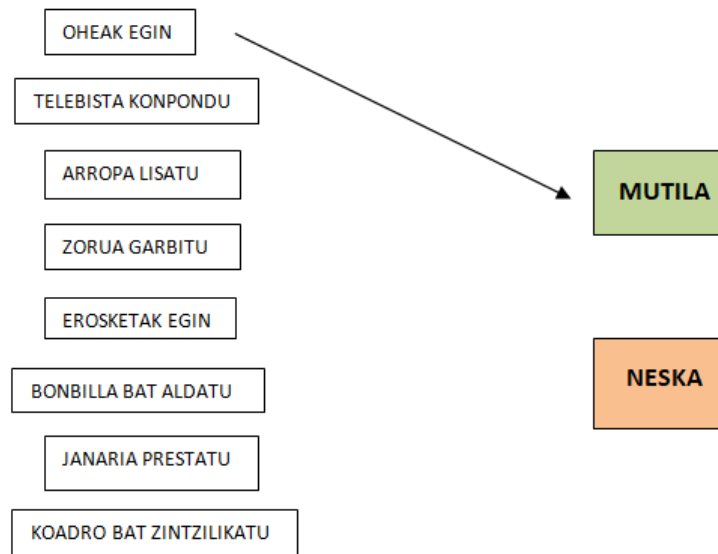 OHEAK EGIN
TELEBISTA KONPONDU
ARROPA LISATU
ZORUA GARBITU
EROSKETAK EGIN
BONBILLA BAT ALDATU
JANARIA PRESTATU
KOADRO BAT ZINTZILIKATU
MUTILA
NESKA